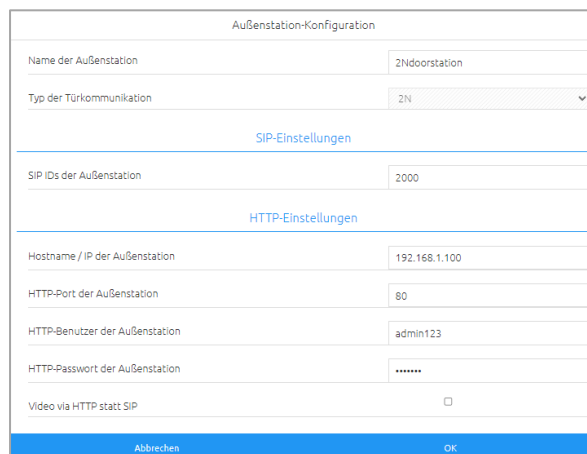 Außenstation-Konfiguration
Name der Außenstation 2Ndoorstation
Typ der Türkommunikation 2N
SIP-Einstellungen
SIP IDs der Außenstation 2000
HTTP-Einstellungen
Hostname / IP der Außenstation 192.168.1.100
HTTP-Port der Außenstation 80
HTTP-Benutzer der Außenstation admin123
HTTP-Passwort der Außenstation •••••••
Video via HTTP statt SIP
Abbrechen OK